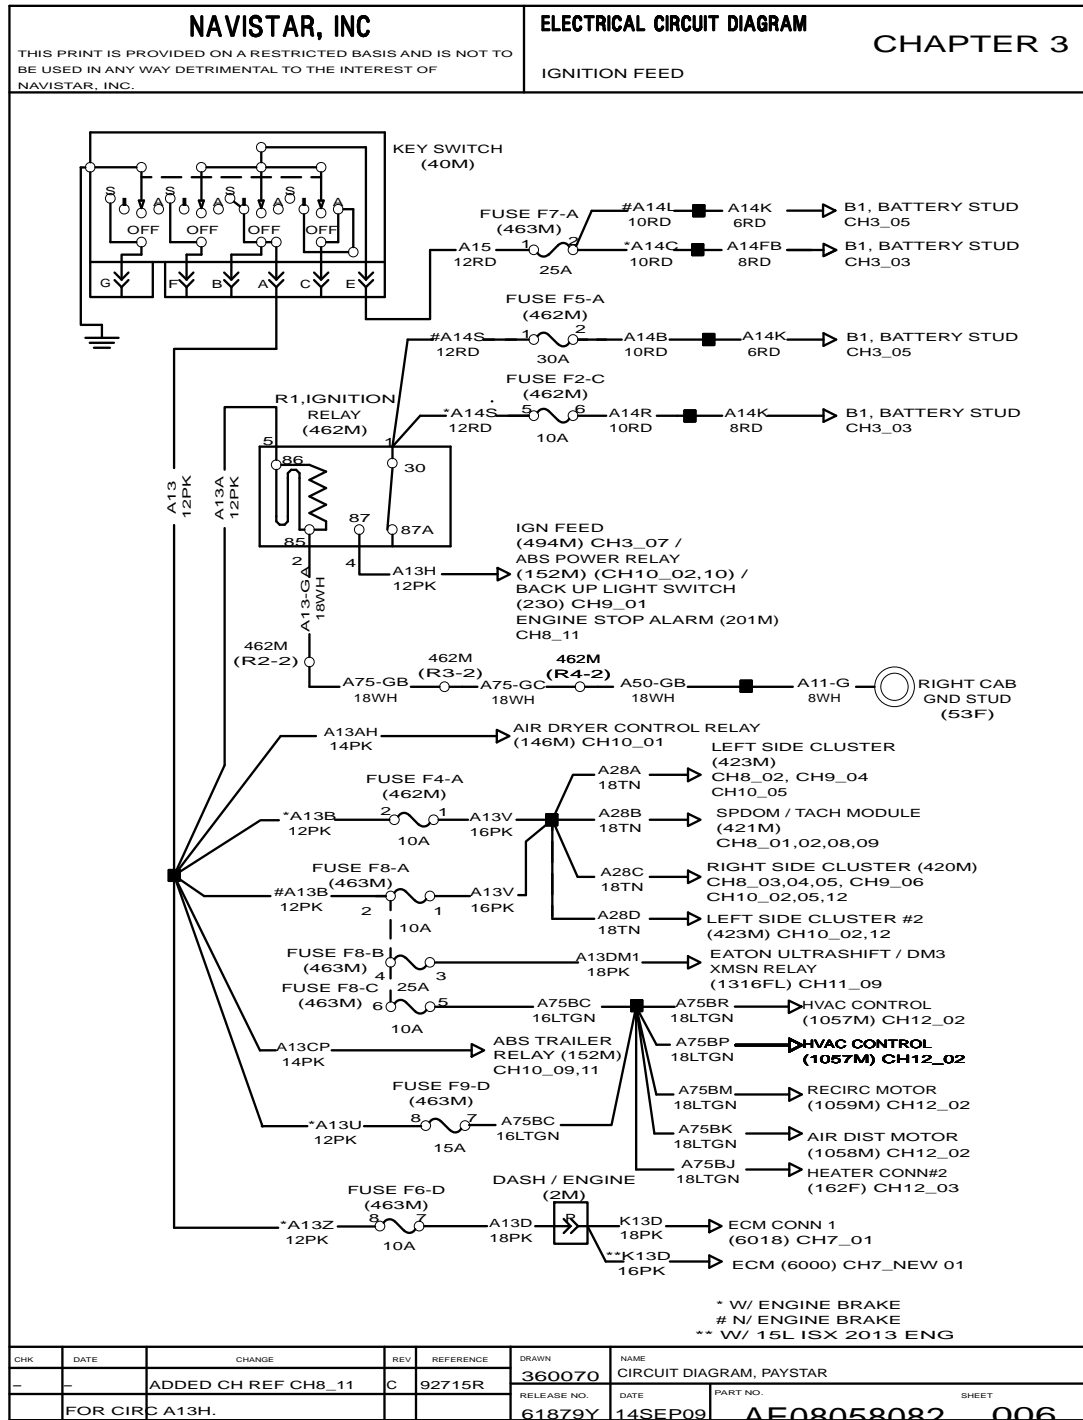 NAVISTAR, INC
THIS PRINT IS PROVIDED ON A RESTRICTED BASIS AND IS NOT TO
BE USED IN ANY WAY DETRIMENTAL TO THE INTEREST OF
NAVISTAR, INC.
ELECTRICAL CIRCUIT DIAGRAM
IGNITION FEED
CHAPTER 3
KEY SWITCH
(40M)
S I A S I A S I A S I A
OFF OFF OFF OFF
G F B A C E
FUSE F7-A
(463M)
A15
12RD
1 2
25A
#A14L
10RD
A14K
6RD
B1, BATTERY STUD
CH3_05
*A14C
10RD
A14FB
8RD
B1, BATTERY STUD
CH3_03
FUSE F5-A
(462M)
#A14S
12RD
1 2
30A
A14B
10RD
A14K
6RD
B1, BATTERY STUD
CH3_05
FUSE F2-C
(462M)
*A14S
12RD
5 6
10A
A14R
10RD
A14K
8RD
B1, BATTERY STUD
CH3_03
R1,IGNITION
RELAY
(462M)
5 1
86 30
87 87A
85
2 4
A13
12PK
A13A
12PK
A13-GA
18WH
A13H
12PK
IGN FEED
(494M) CH3_07 /
ABS POWER RELAY
(152M) (CH10_02,10) /
BACK UP LIGHT SWITCH
(230) CH9_01
ENGINE STOP ALARM (201M)
CH8_11
462M
(R2-2)
A75-GB
18WH
462M
(R3-2)
A75-GC
18WH
462M
(R4-2)
A50-GB
18WH
A11-G
8WH
RIGHT CAB
GND STUD
(53F)
A13AH
14PK
AIR DRYER CONTROL RELAY
(146M) CH10_01
FUSE F4-A
(462M)
*A13B
12PK
2 1
10A
A13V
16PK
A28A
18TN
LEFT SIDE CLUSTER
(423M)
CH8_02, CH9_04
CH10_05
A28B
18TN
SPDOM / TACH MODULE
(421M)
CH8_01,02,08,09
FUSE F8-A
(463M)
#A13B
12PK
2 1
10A
A13V
16PK
A28C
18TN
RIGHT SIDE CLUSTER (420M)
CH8_03,04,05, CH9_06
CH10_02,05,12
A28D
18TN
LEFT SIDE CLUSTER #2
(423M) CH10_02,12
FUSE F8-B
(463M)
4 3
25A
A13DM1
18PK
EATON ULTRASHIFT / DM3
XMSN RELAY
(1316FL) CH11_09
FUSE F8-C
(463M)
6 5
10A
A75BC
16LTGN
A75BR
18LTGN
HVAC CONTROL
(1057M) CH12_02
A75BP
18LTGN
HVAC CONTROL
(1057M) CH12_02
A13CP
14PK
ABS TRAILER
RELAY (152M)
CH10_09,11
A75BM
18LTGN
RECIRC MOTOR
(1059M) CH12_02
FUSE F9-D
(463M)
*A13U
12PK
8 7
15A
A75BC
16LTGN
A75BK
18LTGN
AIR DIST MOTOR
(1058M) CH12_02
A75BJ
18LTGN
HEATER CONN#2
(162F) CH12_03
FUSE F6-D
(463M)
*A13Z
12PK
8 7
10A
A13D
18PK
DASH / ENGINE
(2M)
R
K13D
18PK
ECM CONN 1
(6018) CH7_01
**K13D
16PK
ECM (6000) CH7_NEW 01
* W/ ENGINE BRAKE
# N/ ENGINE BRAKE
** W/ 15L ISX 2013 ENG
CHK DATE CHANGE REV REFERENCE
– – ADDED CH REF CH8_11 C 92715R
FOR CIRC A13H.
DRAWN
360070
NAME
CIRCUIT DIAGRAM, PAYSTAR
RELEASE NO.
61879Y
DATE
14SEP09
PART NO.
AE08058082
SHEET
006